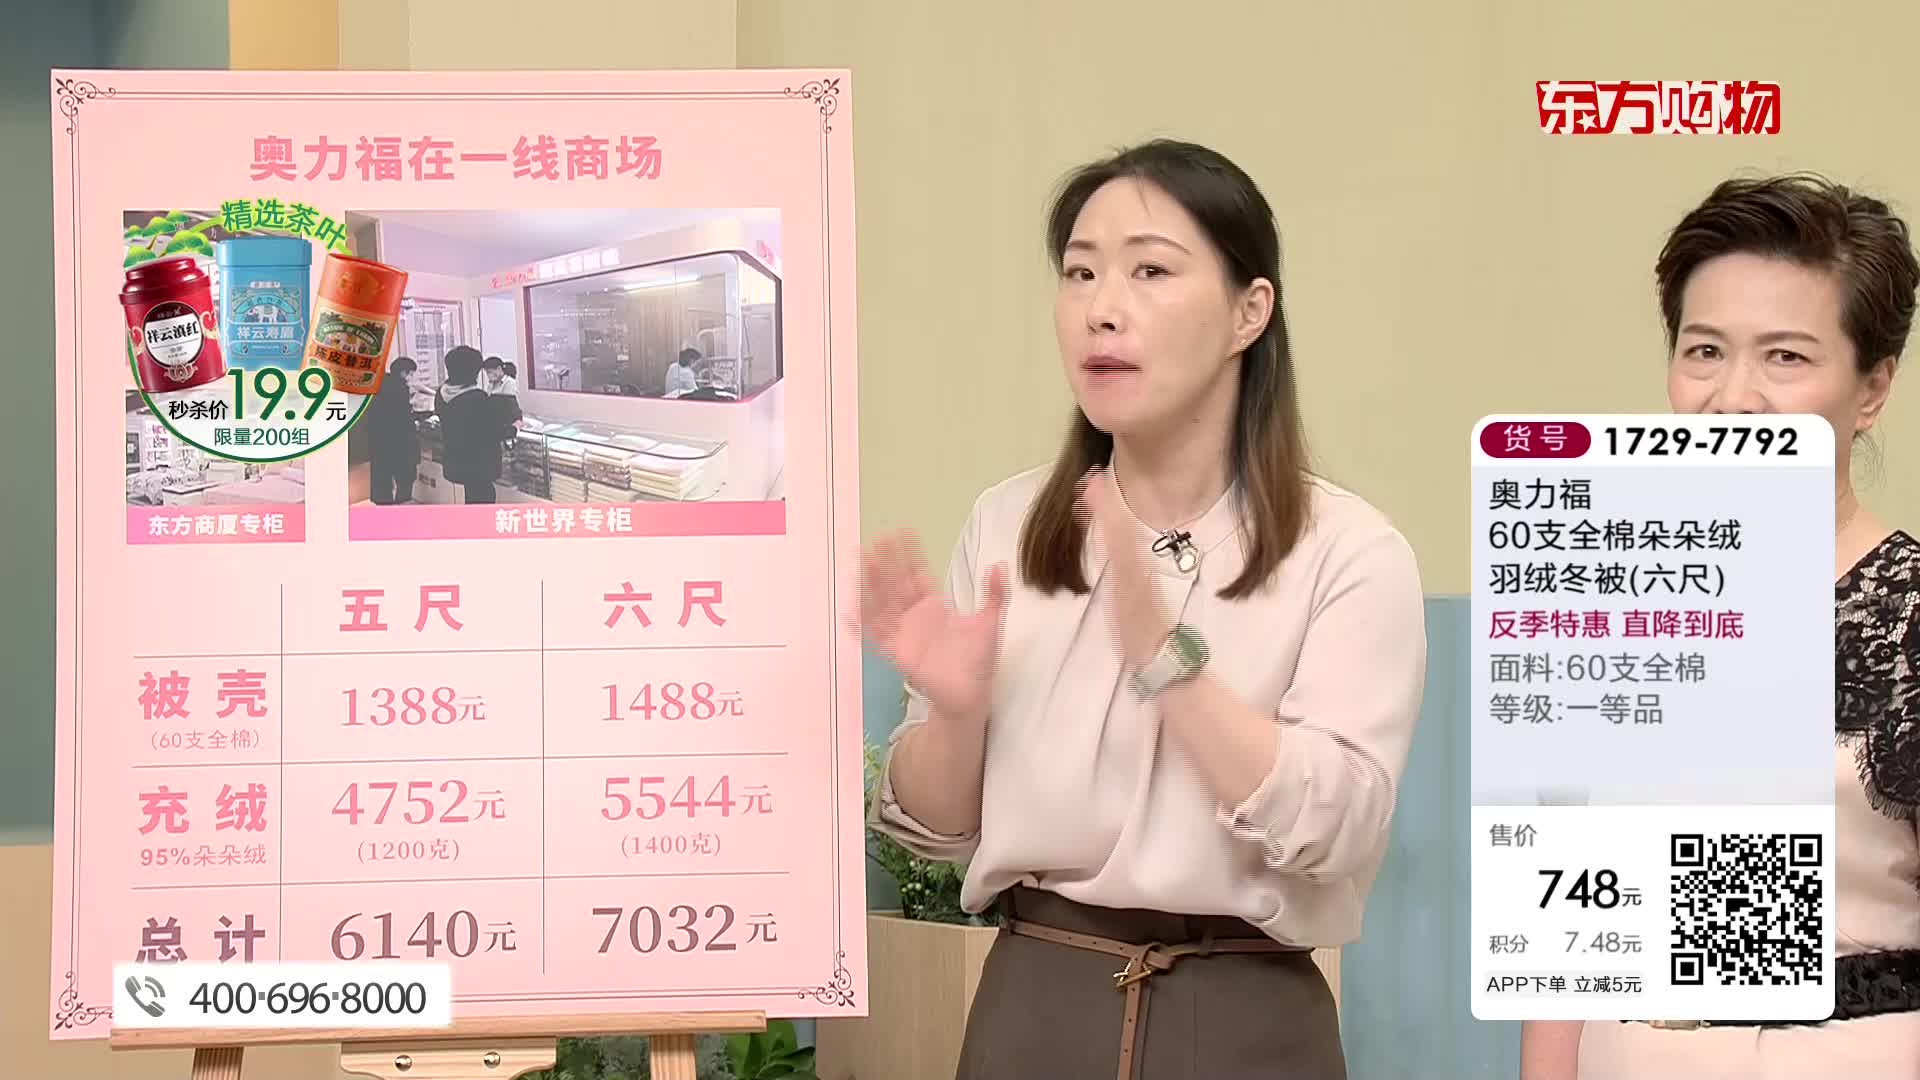 奥力福在一线商场
精选茶叶
祥云滇红
祥云寿眉
陈皮普洱
秒杀价19.9元
限量200组
东方商厦专柜
新世界专柜
五尺 六尺
被壳 1388元 1488元
(60支全棉)
充绒 4752元 5544元
95%朵朵绒 (1200克) (1400克)
总计 6140元 7032元
400-696-8000
东方购物
货号 1729-7792
奥力福
60支全棉朵朵绒
羽绒冬被(六尺)
反季特惠 直降到底
面料:60支全棉
等级:一等品
售价
748元
积分 7.48元
APP下单 立减5元